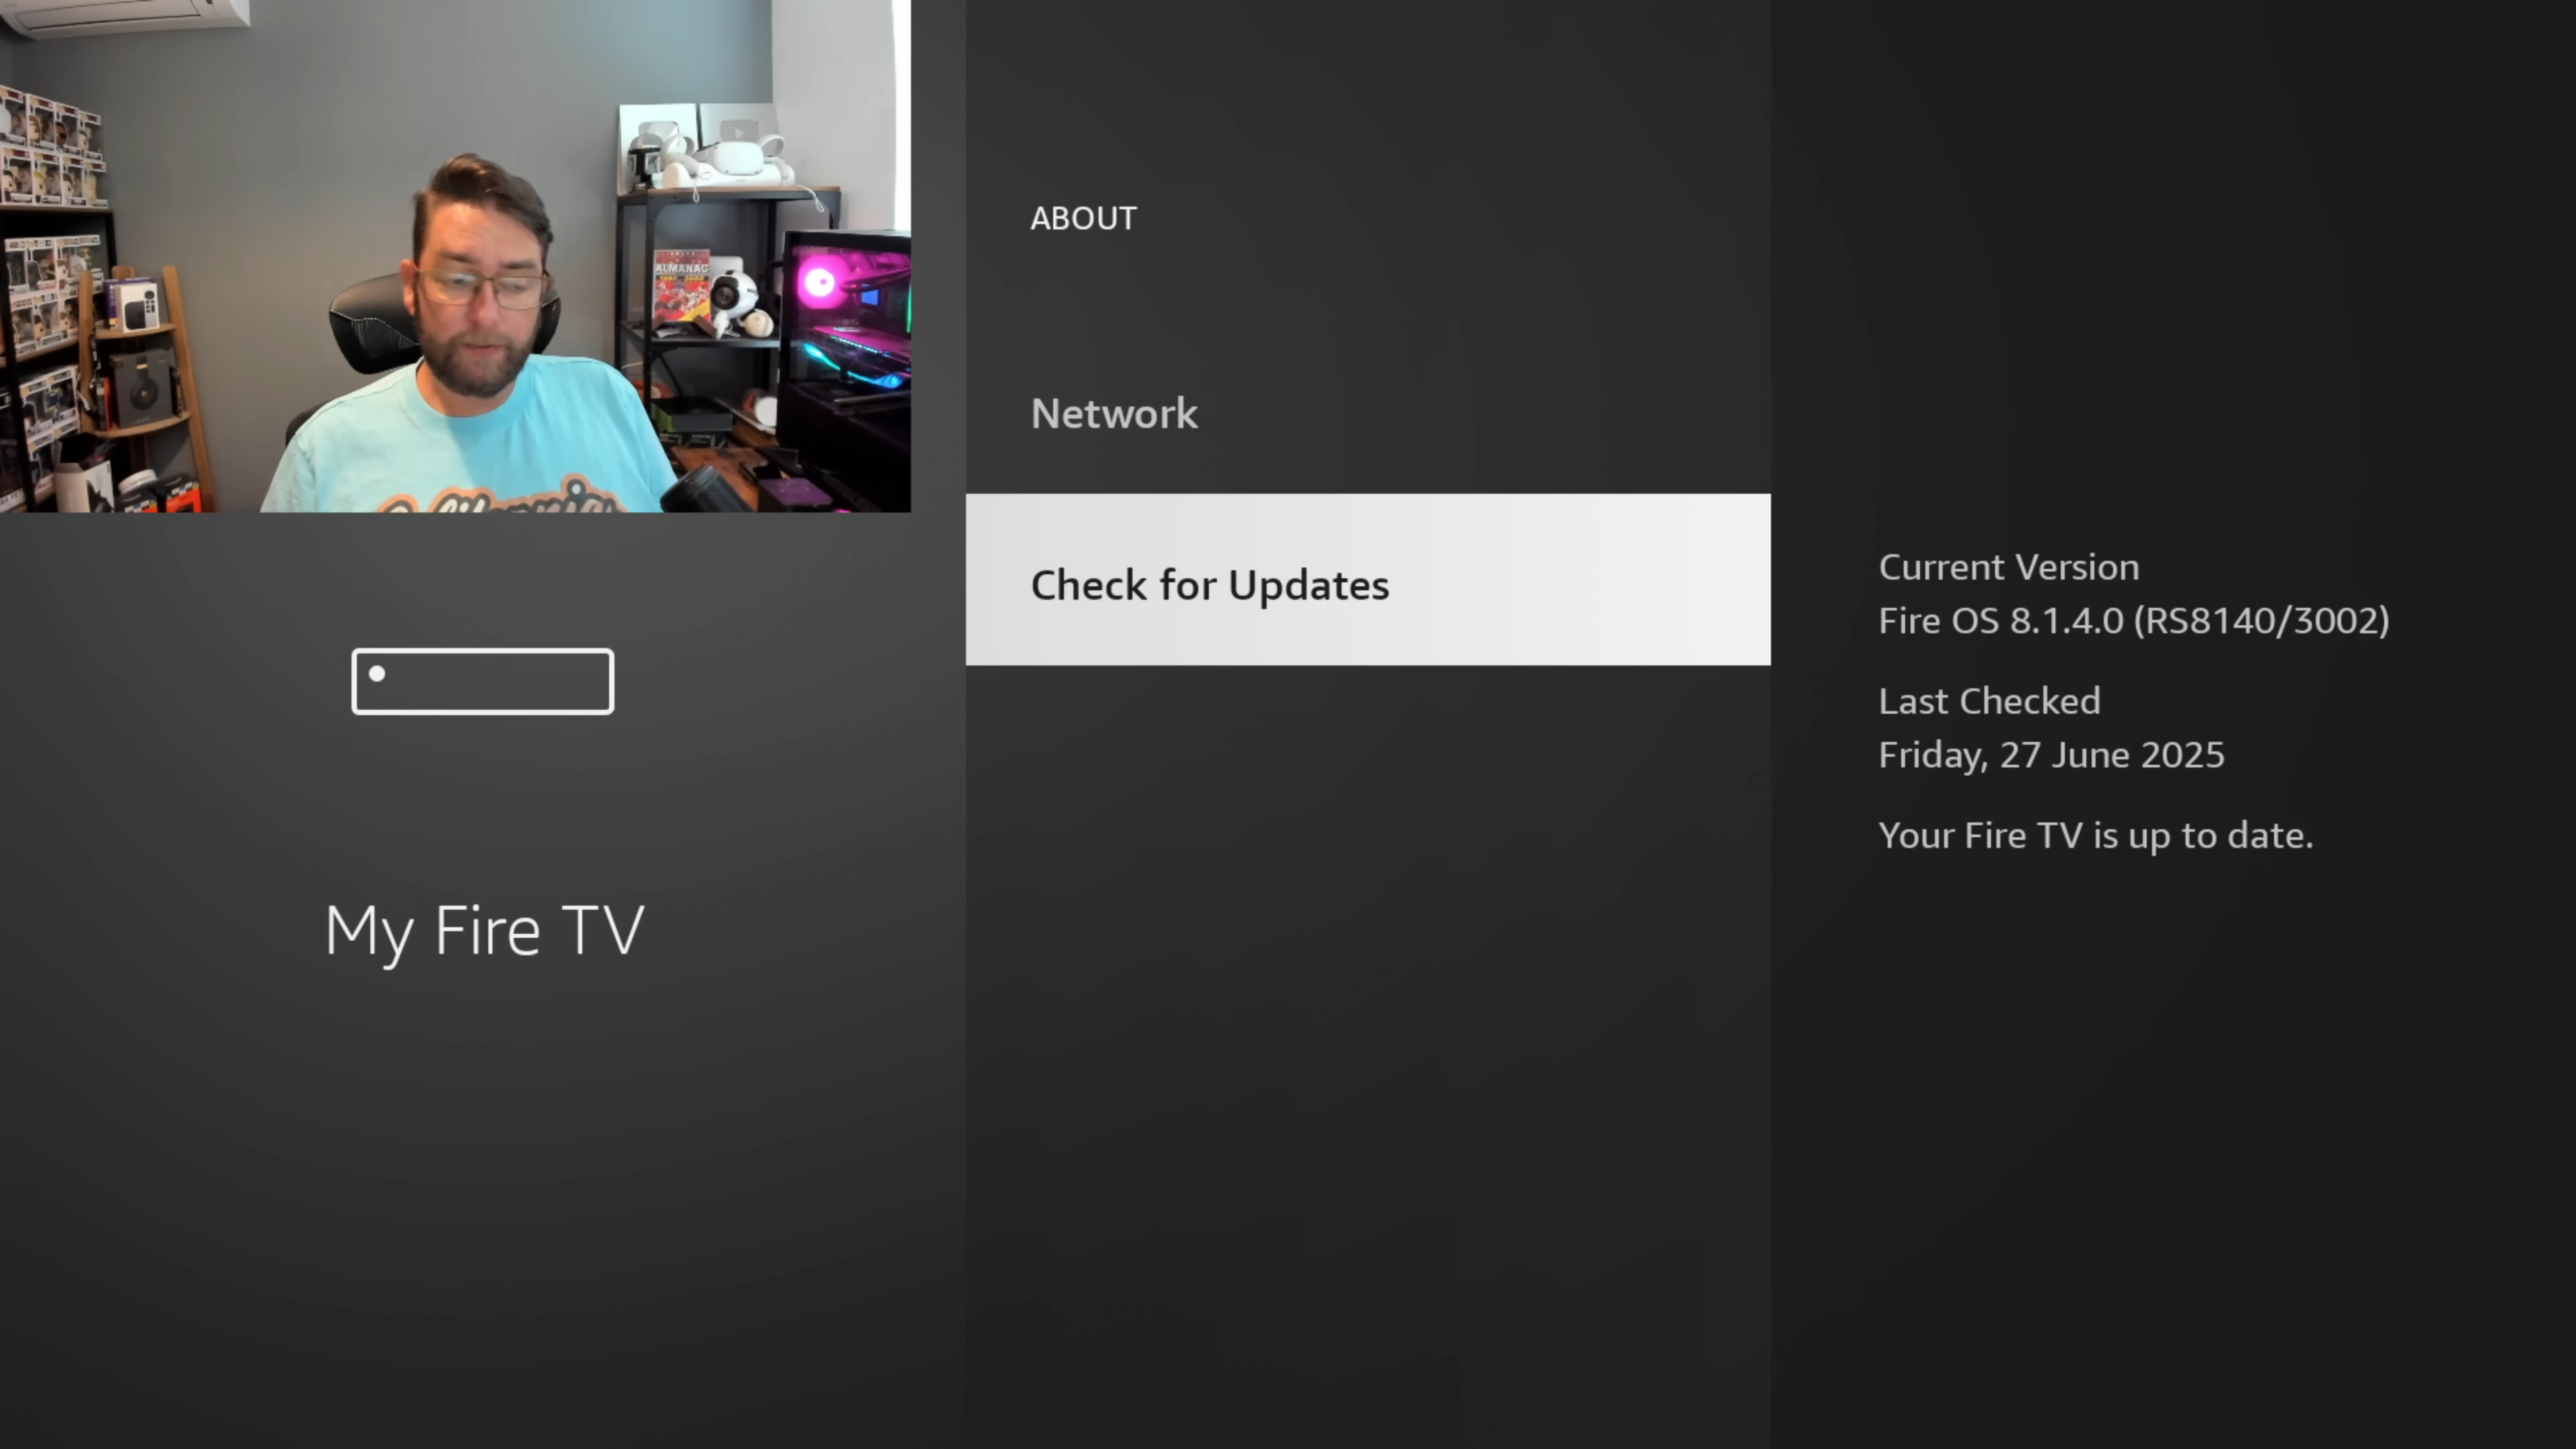 ALMANAC
ABOUT
Network
Check for Updates
Current Version
Fire OS 8.1.4.0 (RS8140/3002)
Last Checked
Friday, 27 June 2025
Your Fire TV is up to date.
My Fire TV